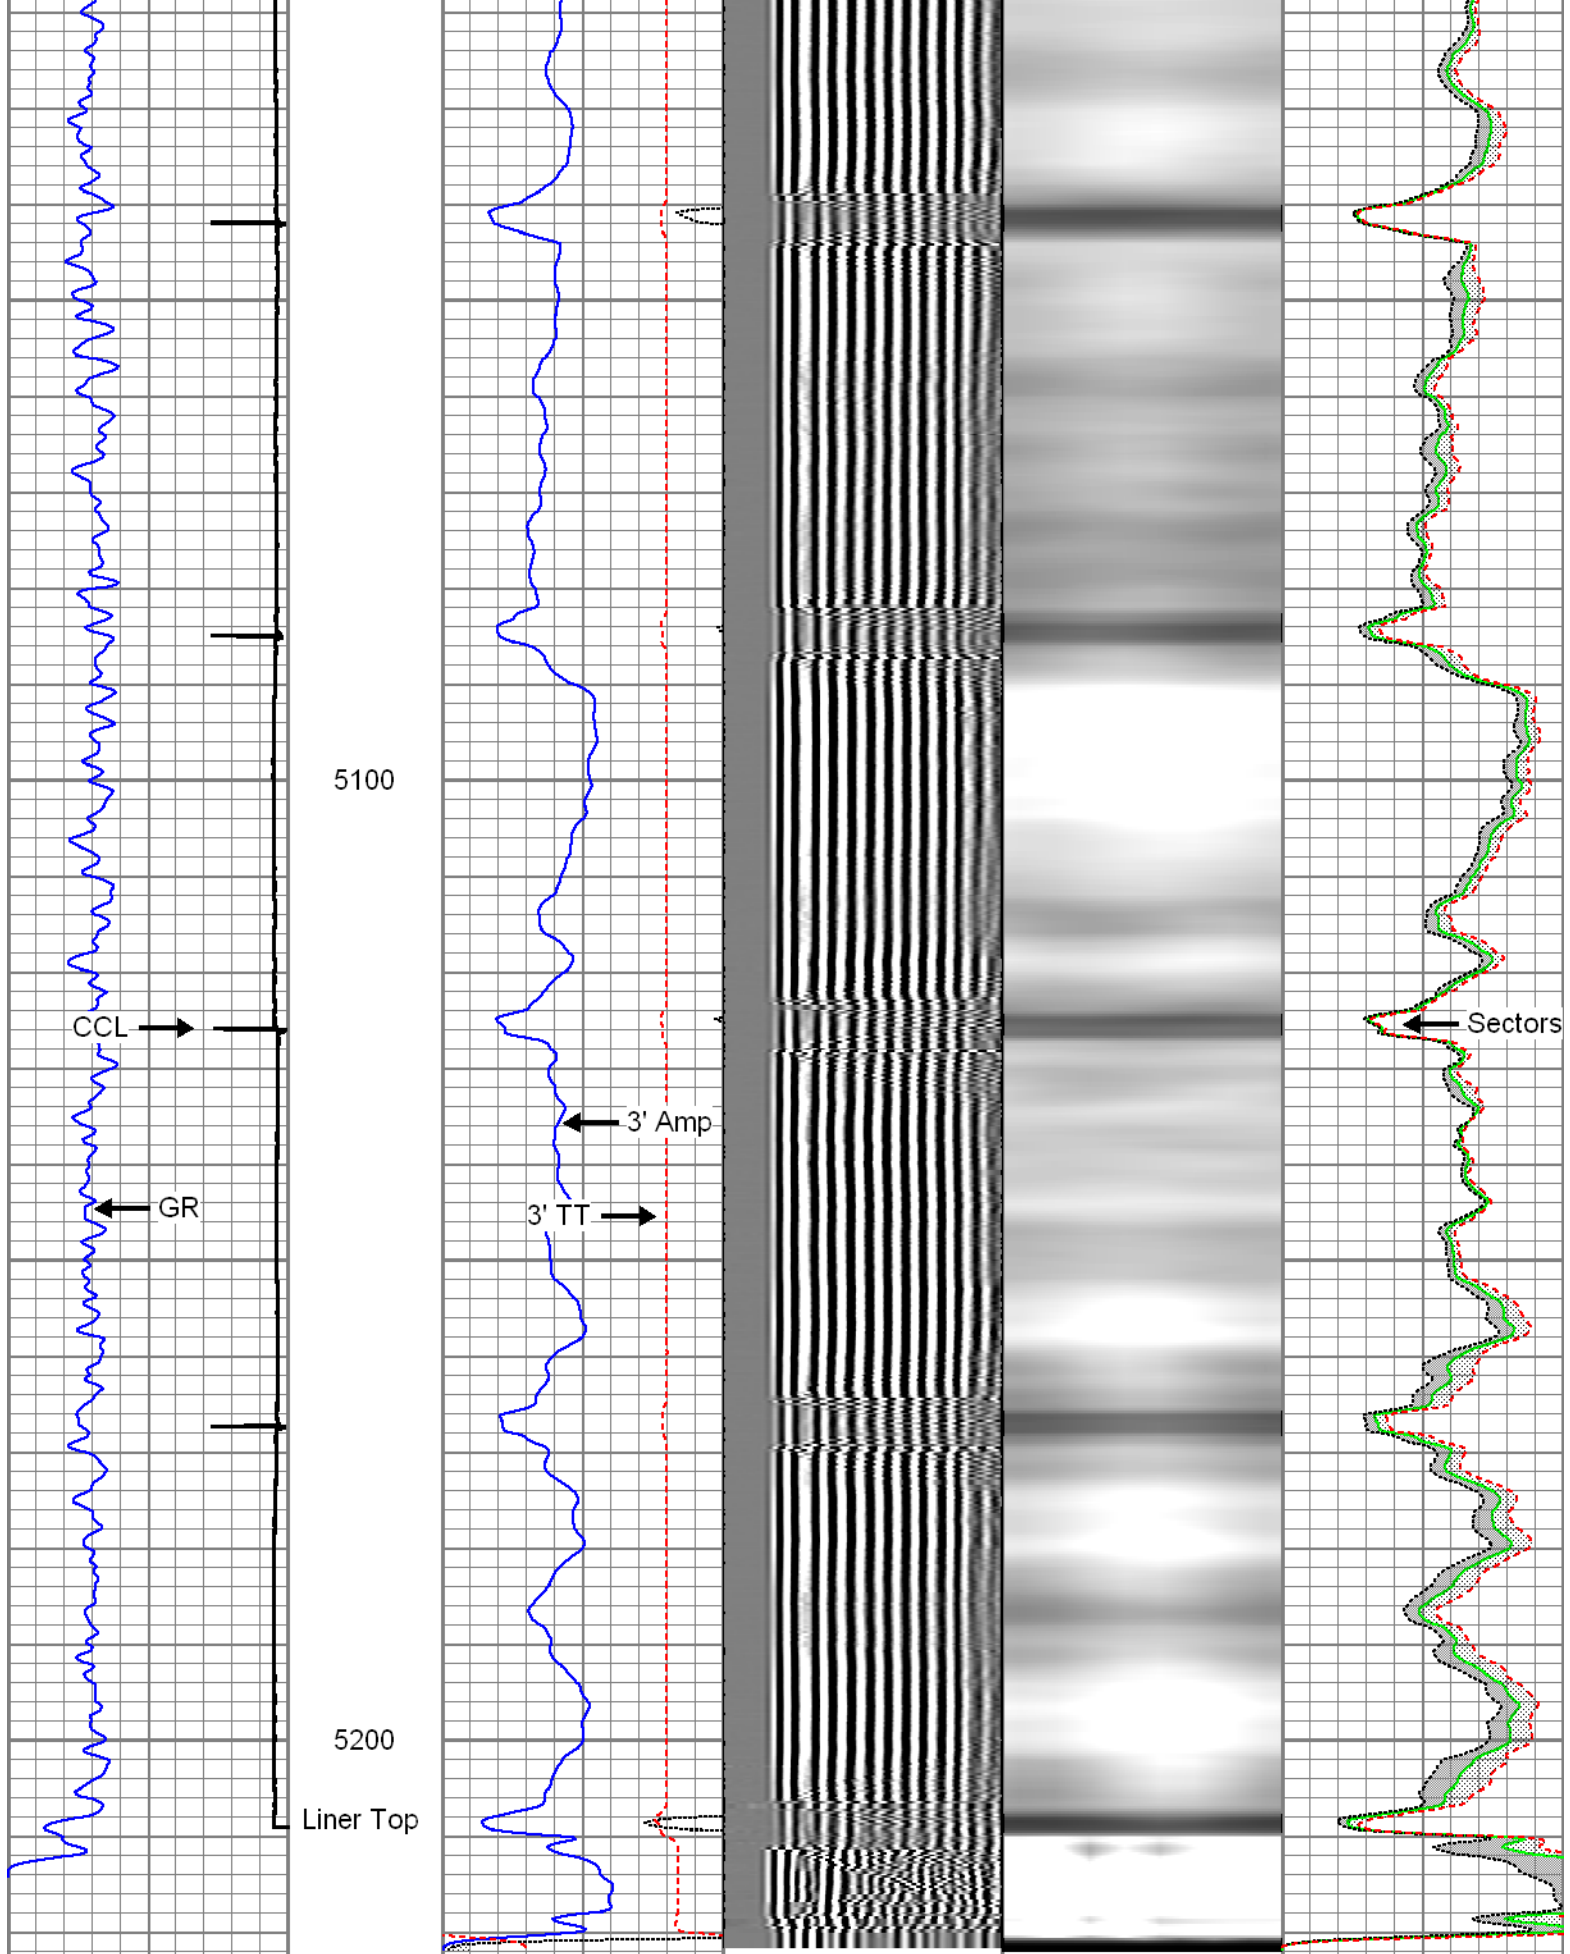 5100
CCL
Sectors
3' Amp
GR
3' TT
5200
Liner Top